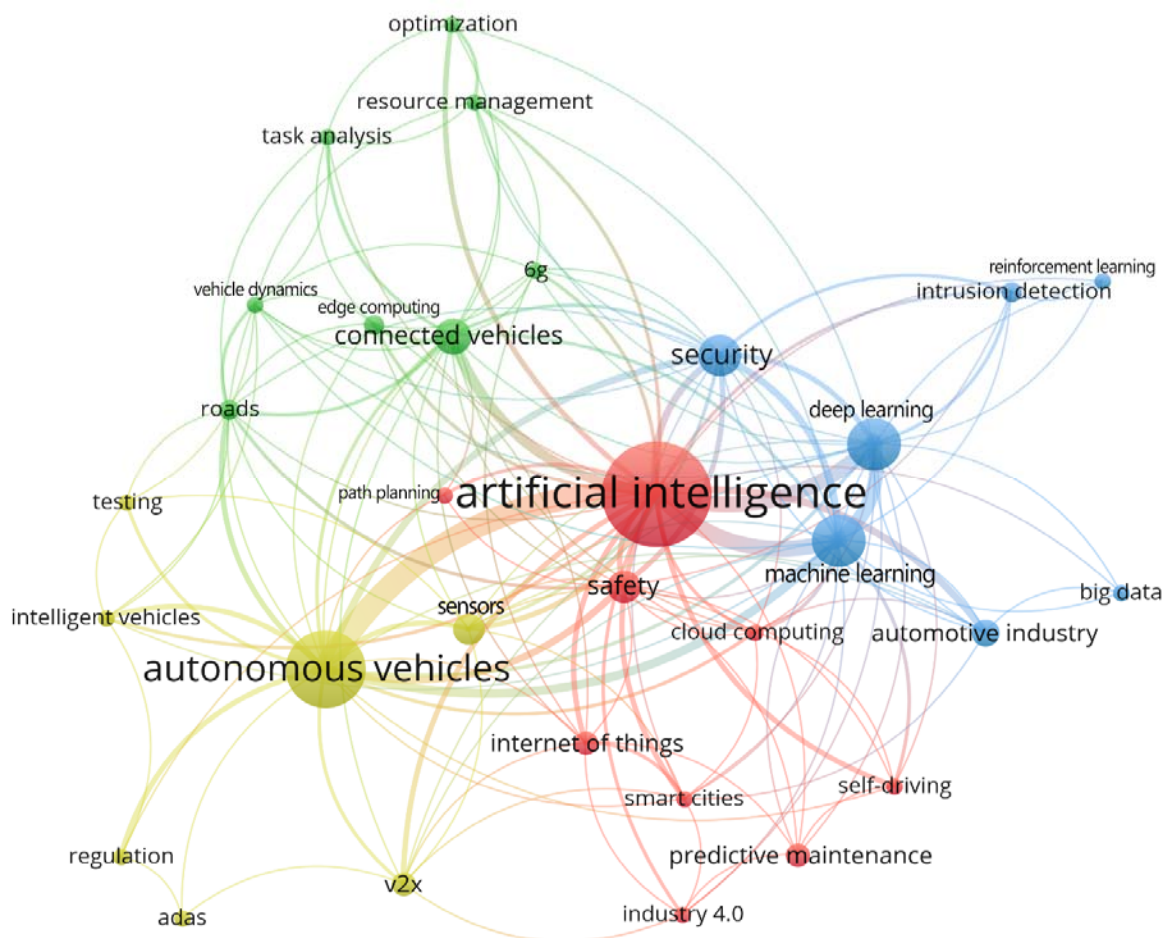 optimization
resource management
task analysis
6g
reinforcement learning
vehicle dynamics
intrusion detection
edge computing
connected vehicles
security
roads
deep learning
path planning
artificial intelligence
testing
machine learning
safety
big data
sensors
intelligent vehicles
cloud computing
automotive industry
autonomous vehicles
internet of things
self-driving
smart cities
regulation
predictive maintenance
v2x
industry 4.0
adas